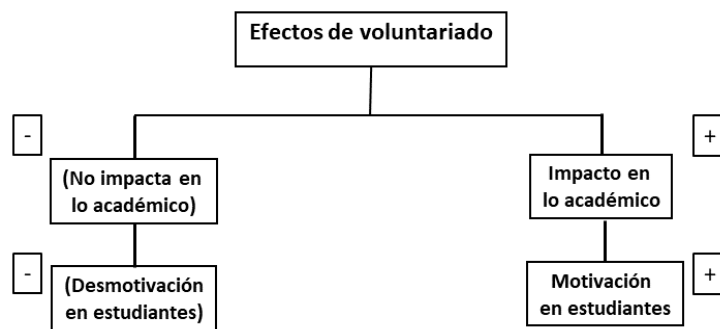 Efectos de voluntariado
-
+
(No impacta en
lo académico)
Impacto en
lo académico
-
+
(Desmotivación
en estudiantes)
Motivación
en estudiantes